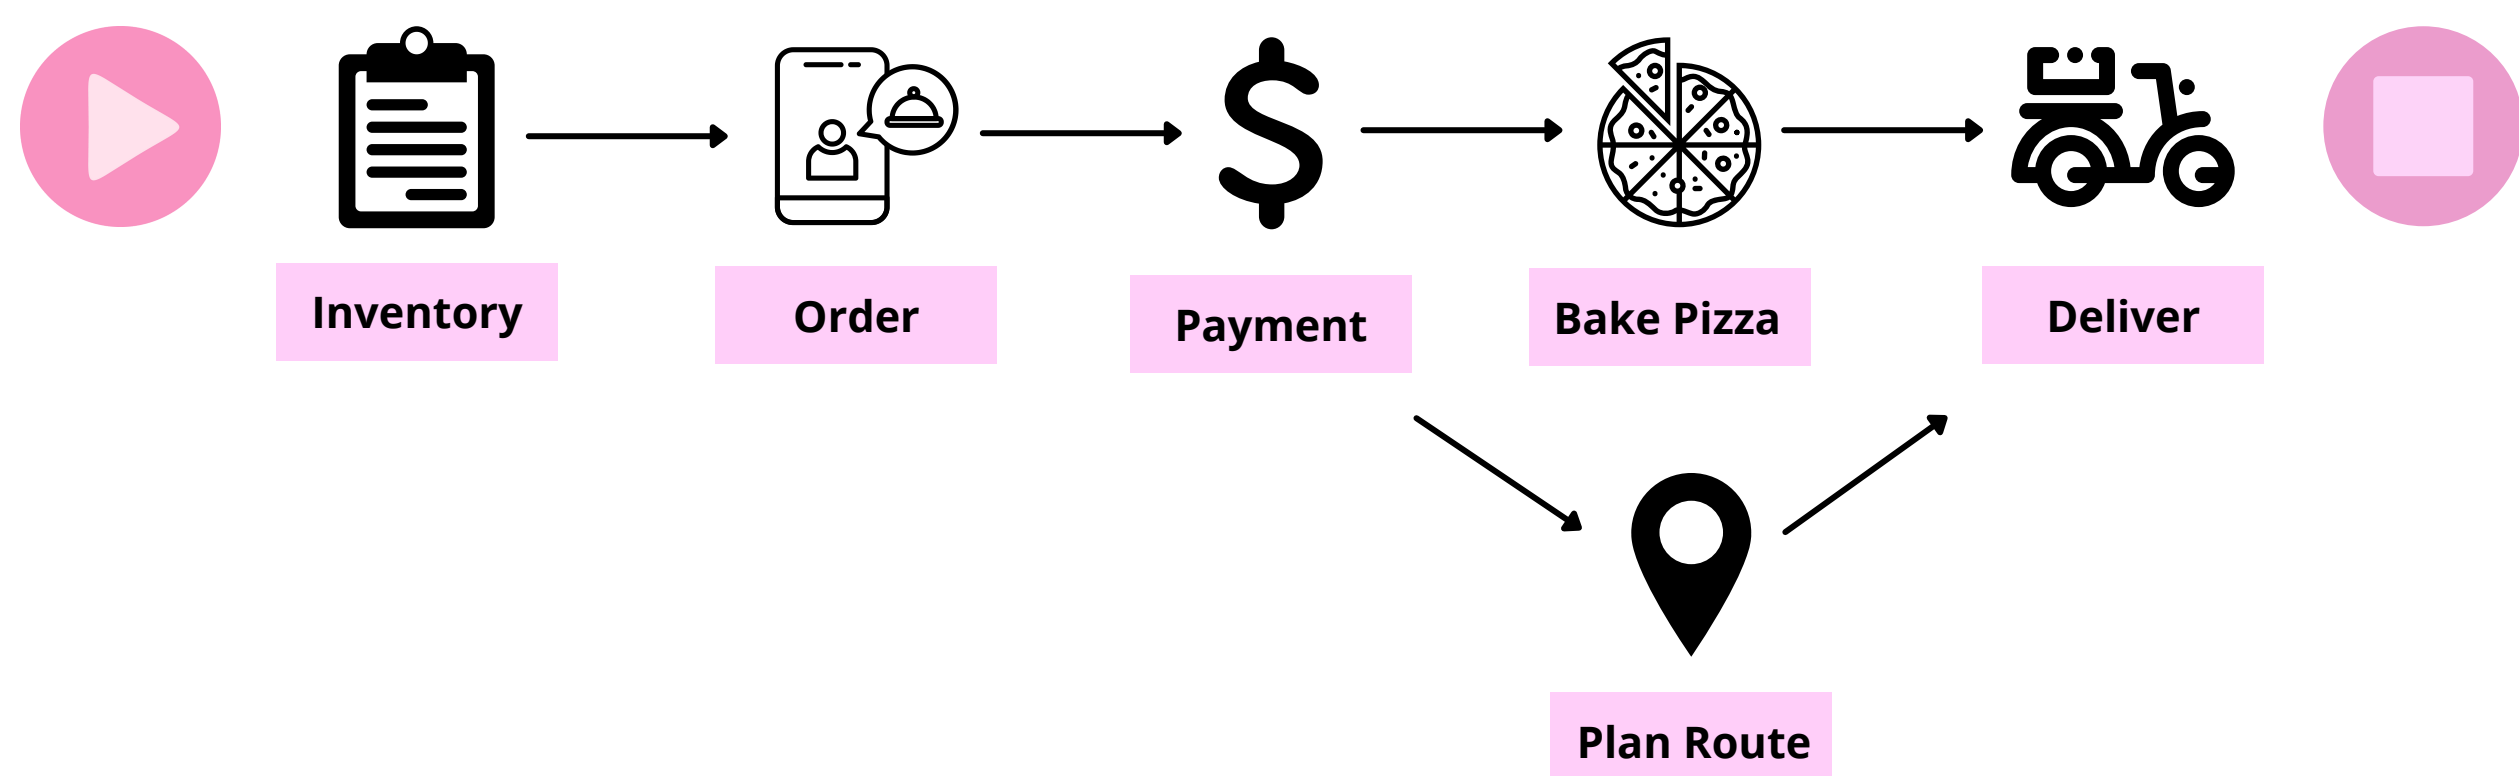 Inventory
Order
Payment
Bake Pizza
Deliver
Plan Route